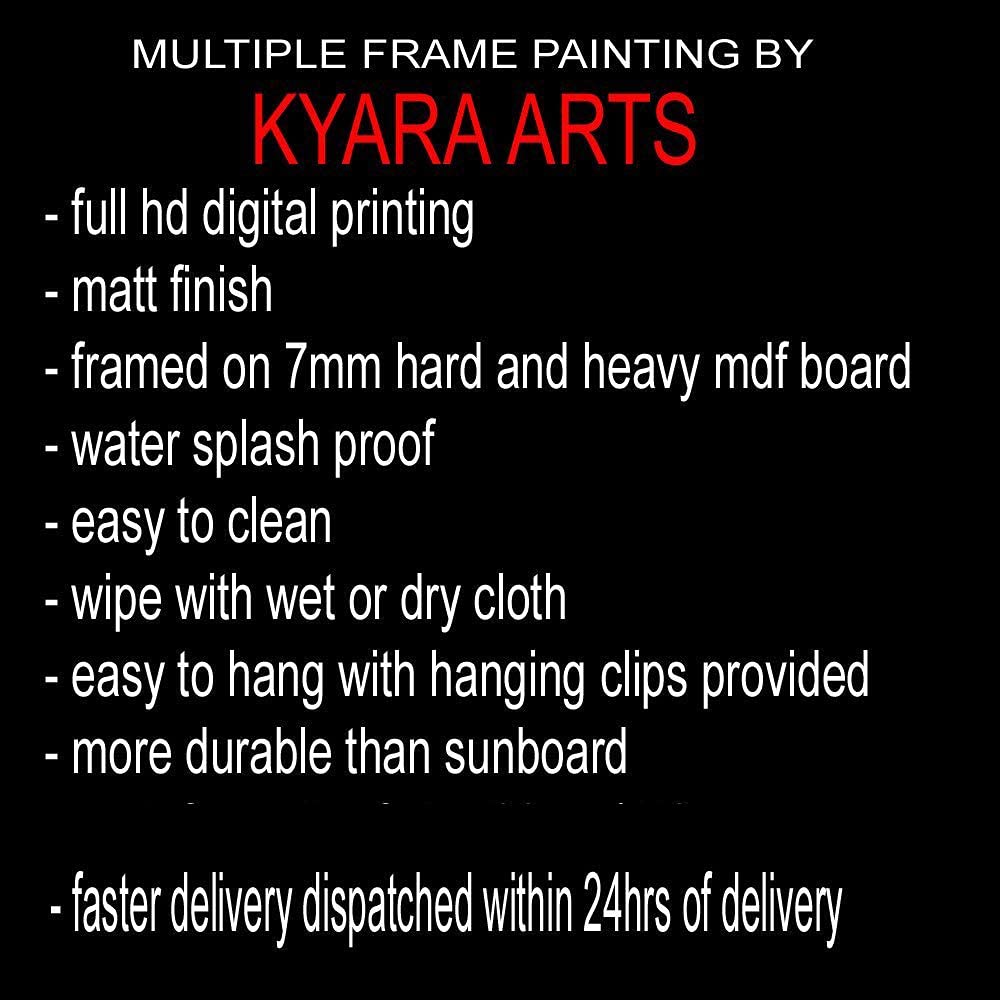 MULTIPLE FRAME PAINTING BY
KYARA ARTS
- full hd digital printing
- matt finish
- framed on 7mm hard and heavy mdf board
- water splash proof
- easy to clean
- wipe with wet or dry cloth
- easy to hang with hanging clips provided
- more durable than sunboard
- faster delivery dispatched within 24hrs of delivery